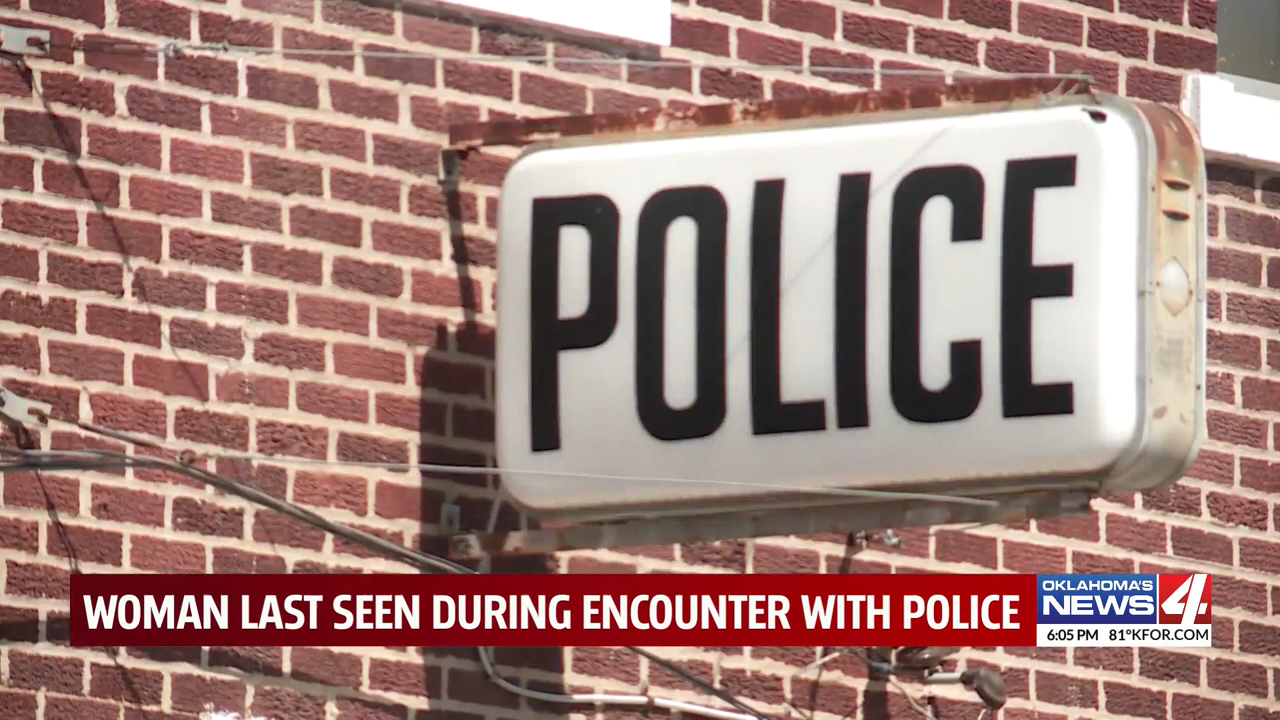 POLICE
WOMAN LAST SEEN DURING ENCOUNTER WITH POLICE
OKLAHOMA'S
NEWS 4
6:05 PM 81° KFOR.COM